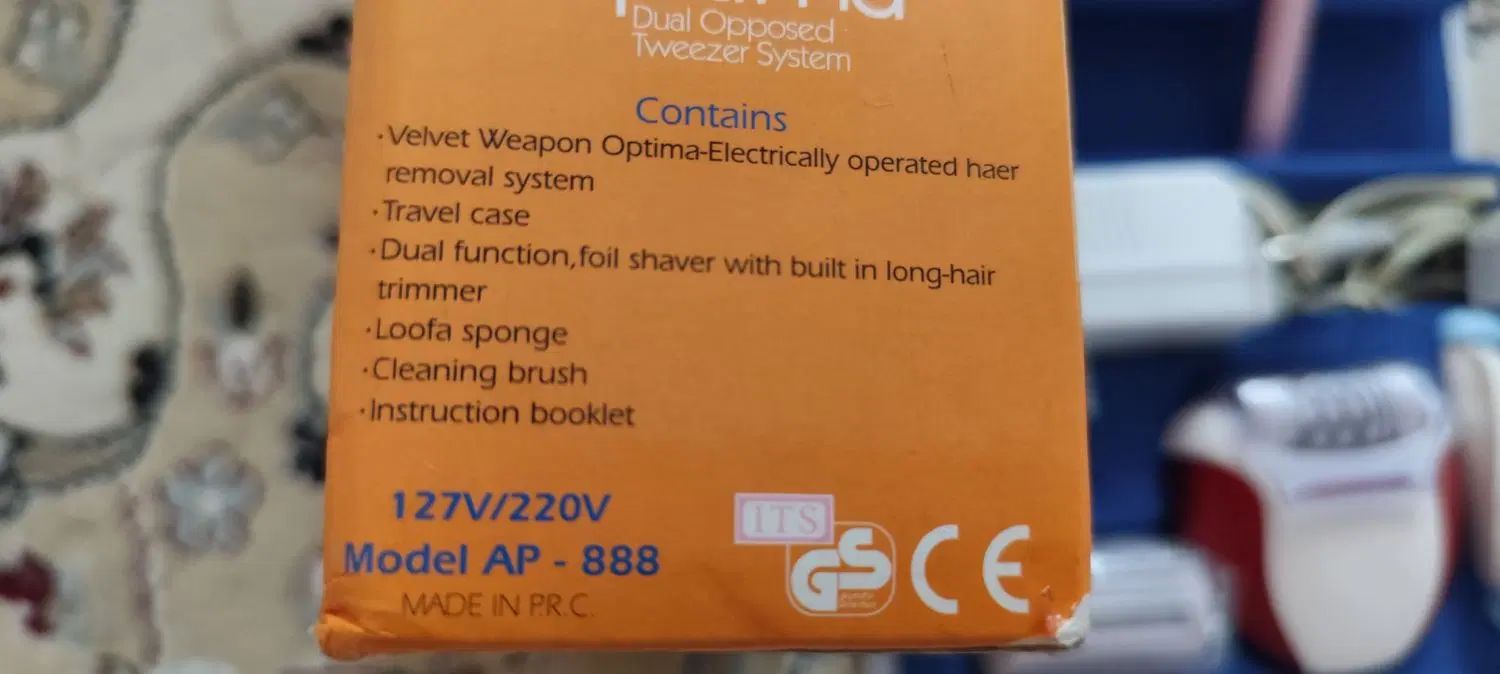 Dual Opposed
Tweezer System
Contains
·Velvet Weapon Optima-Electrically operated haer
removal system
·Travel case
·Dual function,foil shaver with built in long-hair
trimmer
·Loofa sponge
·Cleaning brush
·Instruction booklet
127V/220V
Model AP - 888
MADE IN P.R.C.
ITS
GS
CE